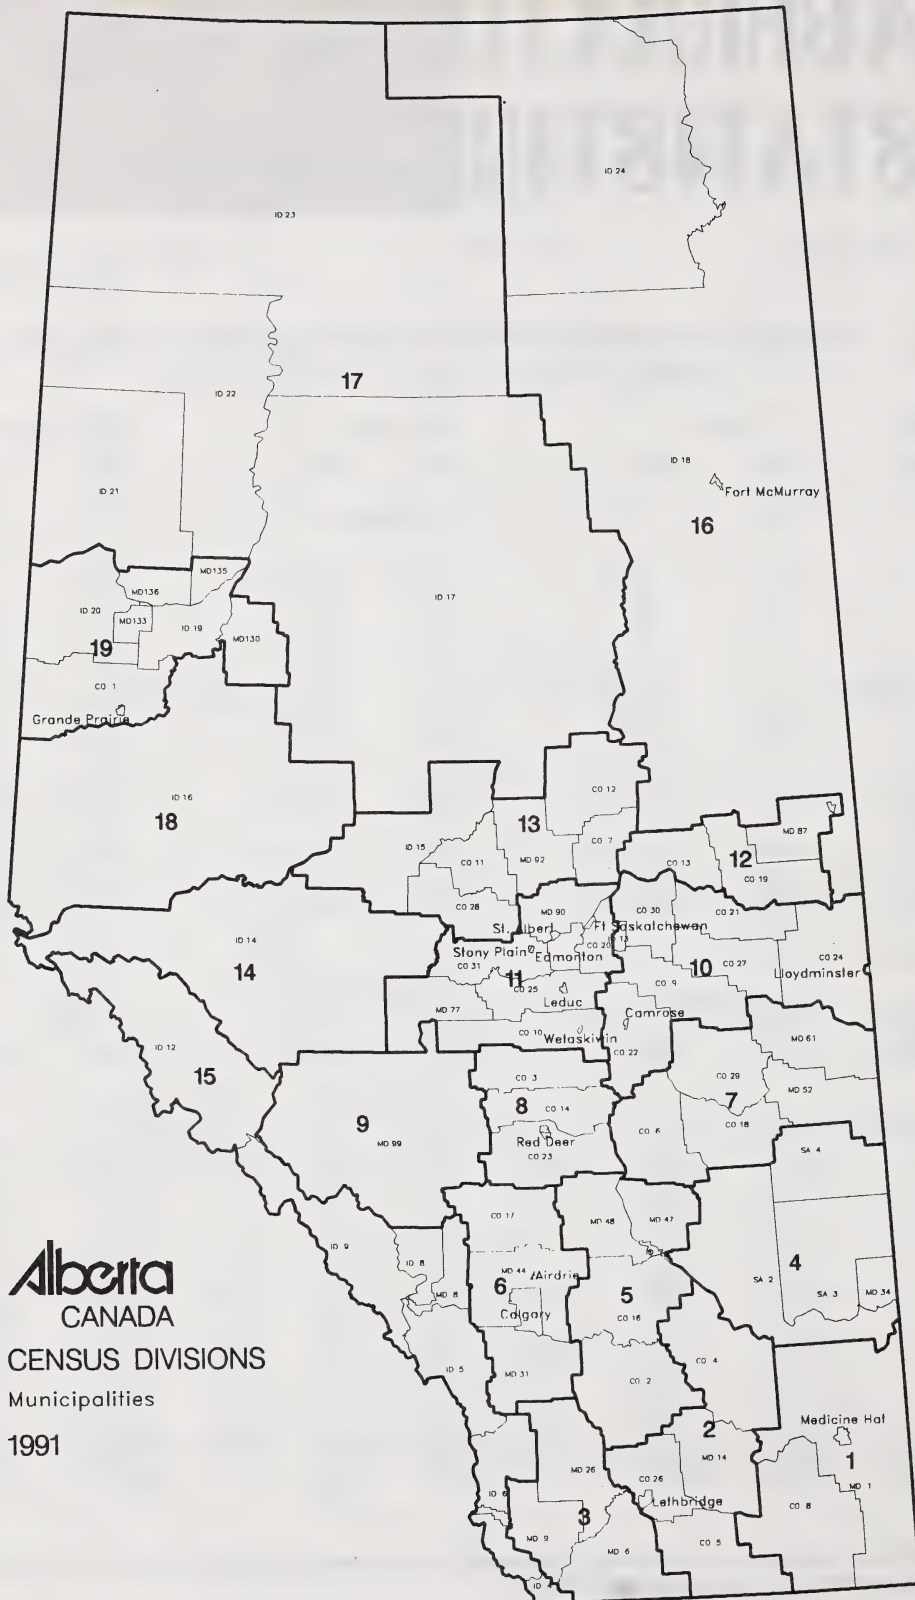 ID 24
ID 23
17
ID 22
ID 18
Fort McMurray
ID 21
16
MD135
MD136
ID 17
ID 20
MD133
ID 19
MD130
19
CO 1
Grande Prairie
CO 12
ID 16
18
13
MD 87
ID 15
CO 7
CO 11
MD 92
CO 13
12
CO 19
CO 28
MD 90
CO 30
CO 21
St. Albert
Ft Saskatchewan
ID 14
Stony Plain
Edmonton
CO 20
ID 13
CO 24
14
CO 31
11
10
CO 27
Lloydminster
CO 25
CO 9
Leduc
MD 77
Camrose
CO 10
Wetaskiwin
MD 61
ID 12
CO 22
15
CO 3
CO 29
MD 52
8
CO 14
7
9
MD 99
Red Deer
CO 6
CO 18
CO 23
SA 4
CO 17
MD 48
MD 47
ID 9
ID 8
MD 44
Airdrie
4
6
SA 2
MD 8
5
SA 3
MD 34
Calgary
CO 16
ID 5
MD 31
CO 2
CO 4
Medicine Hat
2
MD 14
1
MD 26
CO 26
MD 1
ID 6
Lethbridge
CO 8
3
MD 9
CO 5
MD 6
ID 4
Alberta
CANADA
CENSUS DIVISIONS
Municipalities
1991